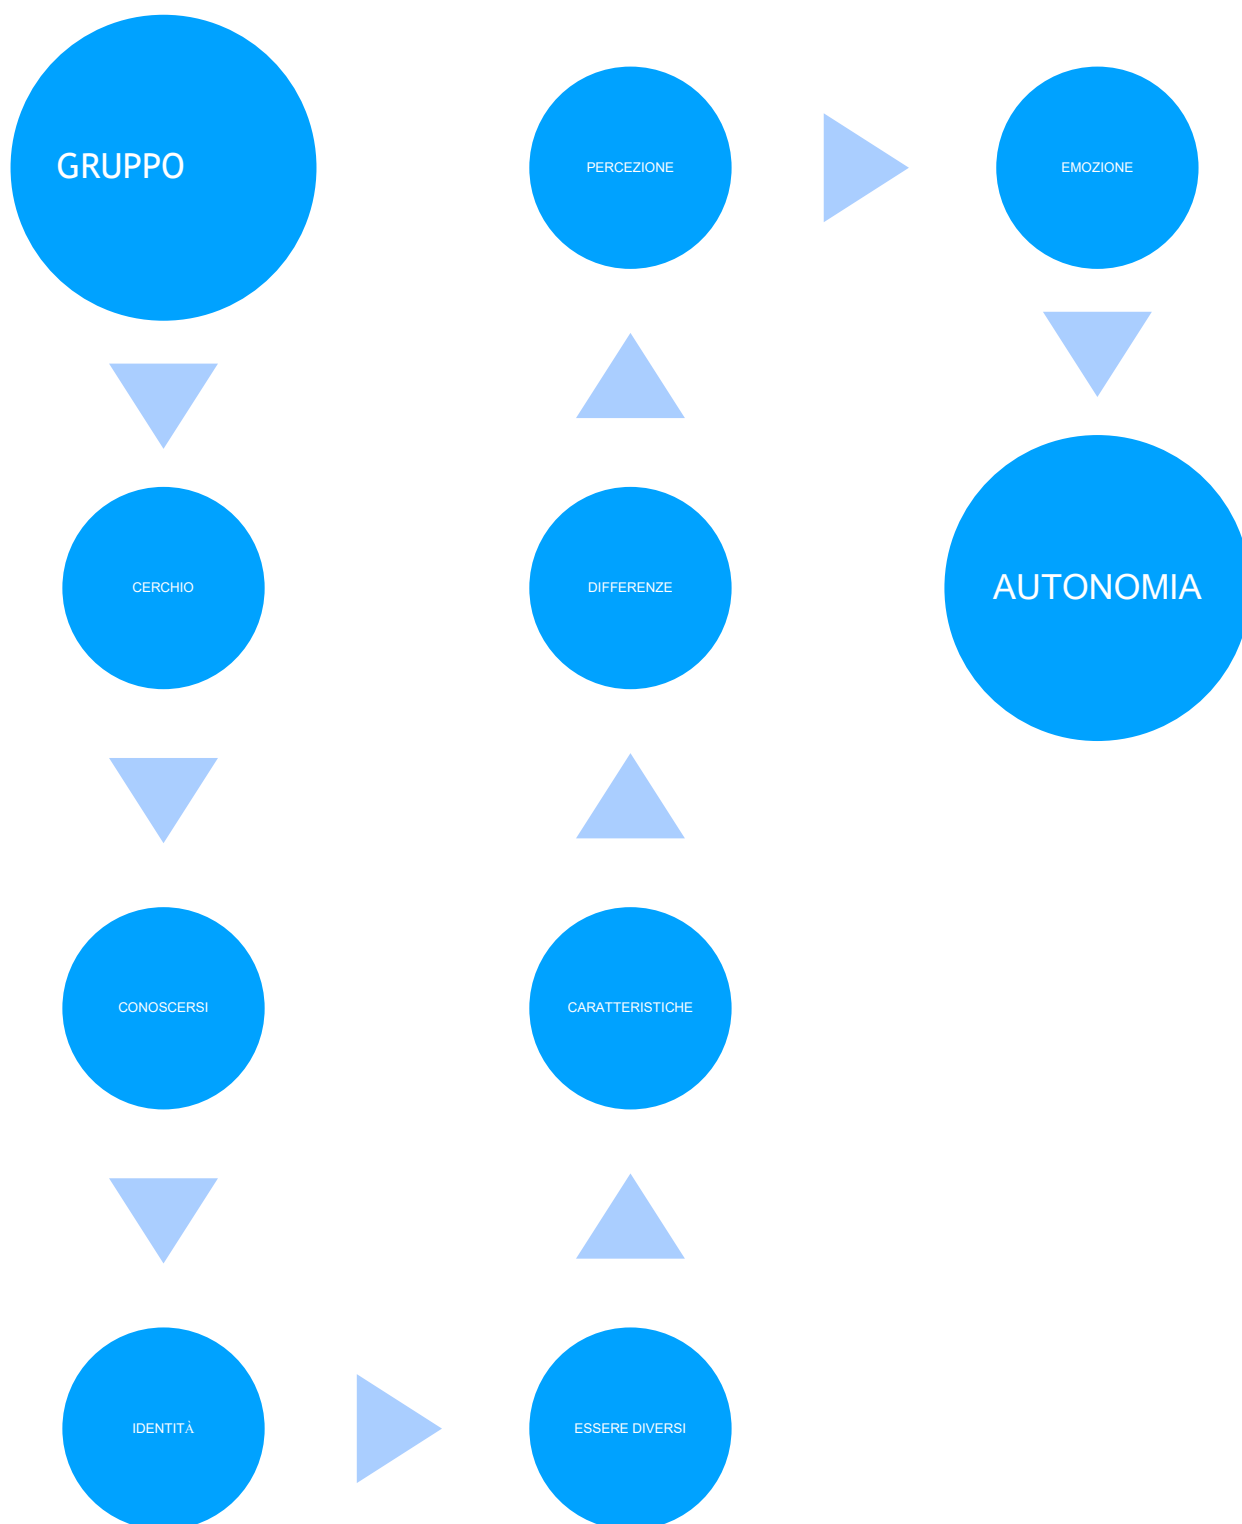 GRUPPO
CERCHIO
CONOSCERSI
IDENTITÀ
ESSERE DIVERSI
CARATTERISTICHE
DIFFERENZE
PERCEZIONE
EMOZIONE
AUTONOMIA